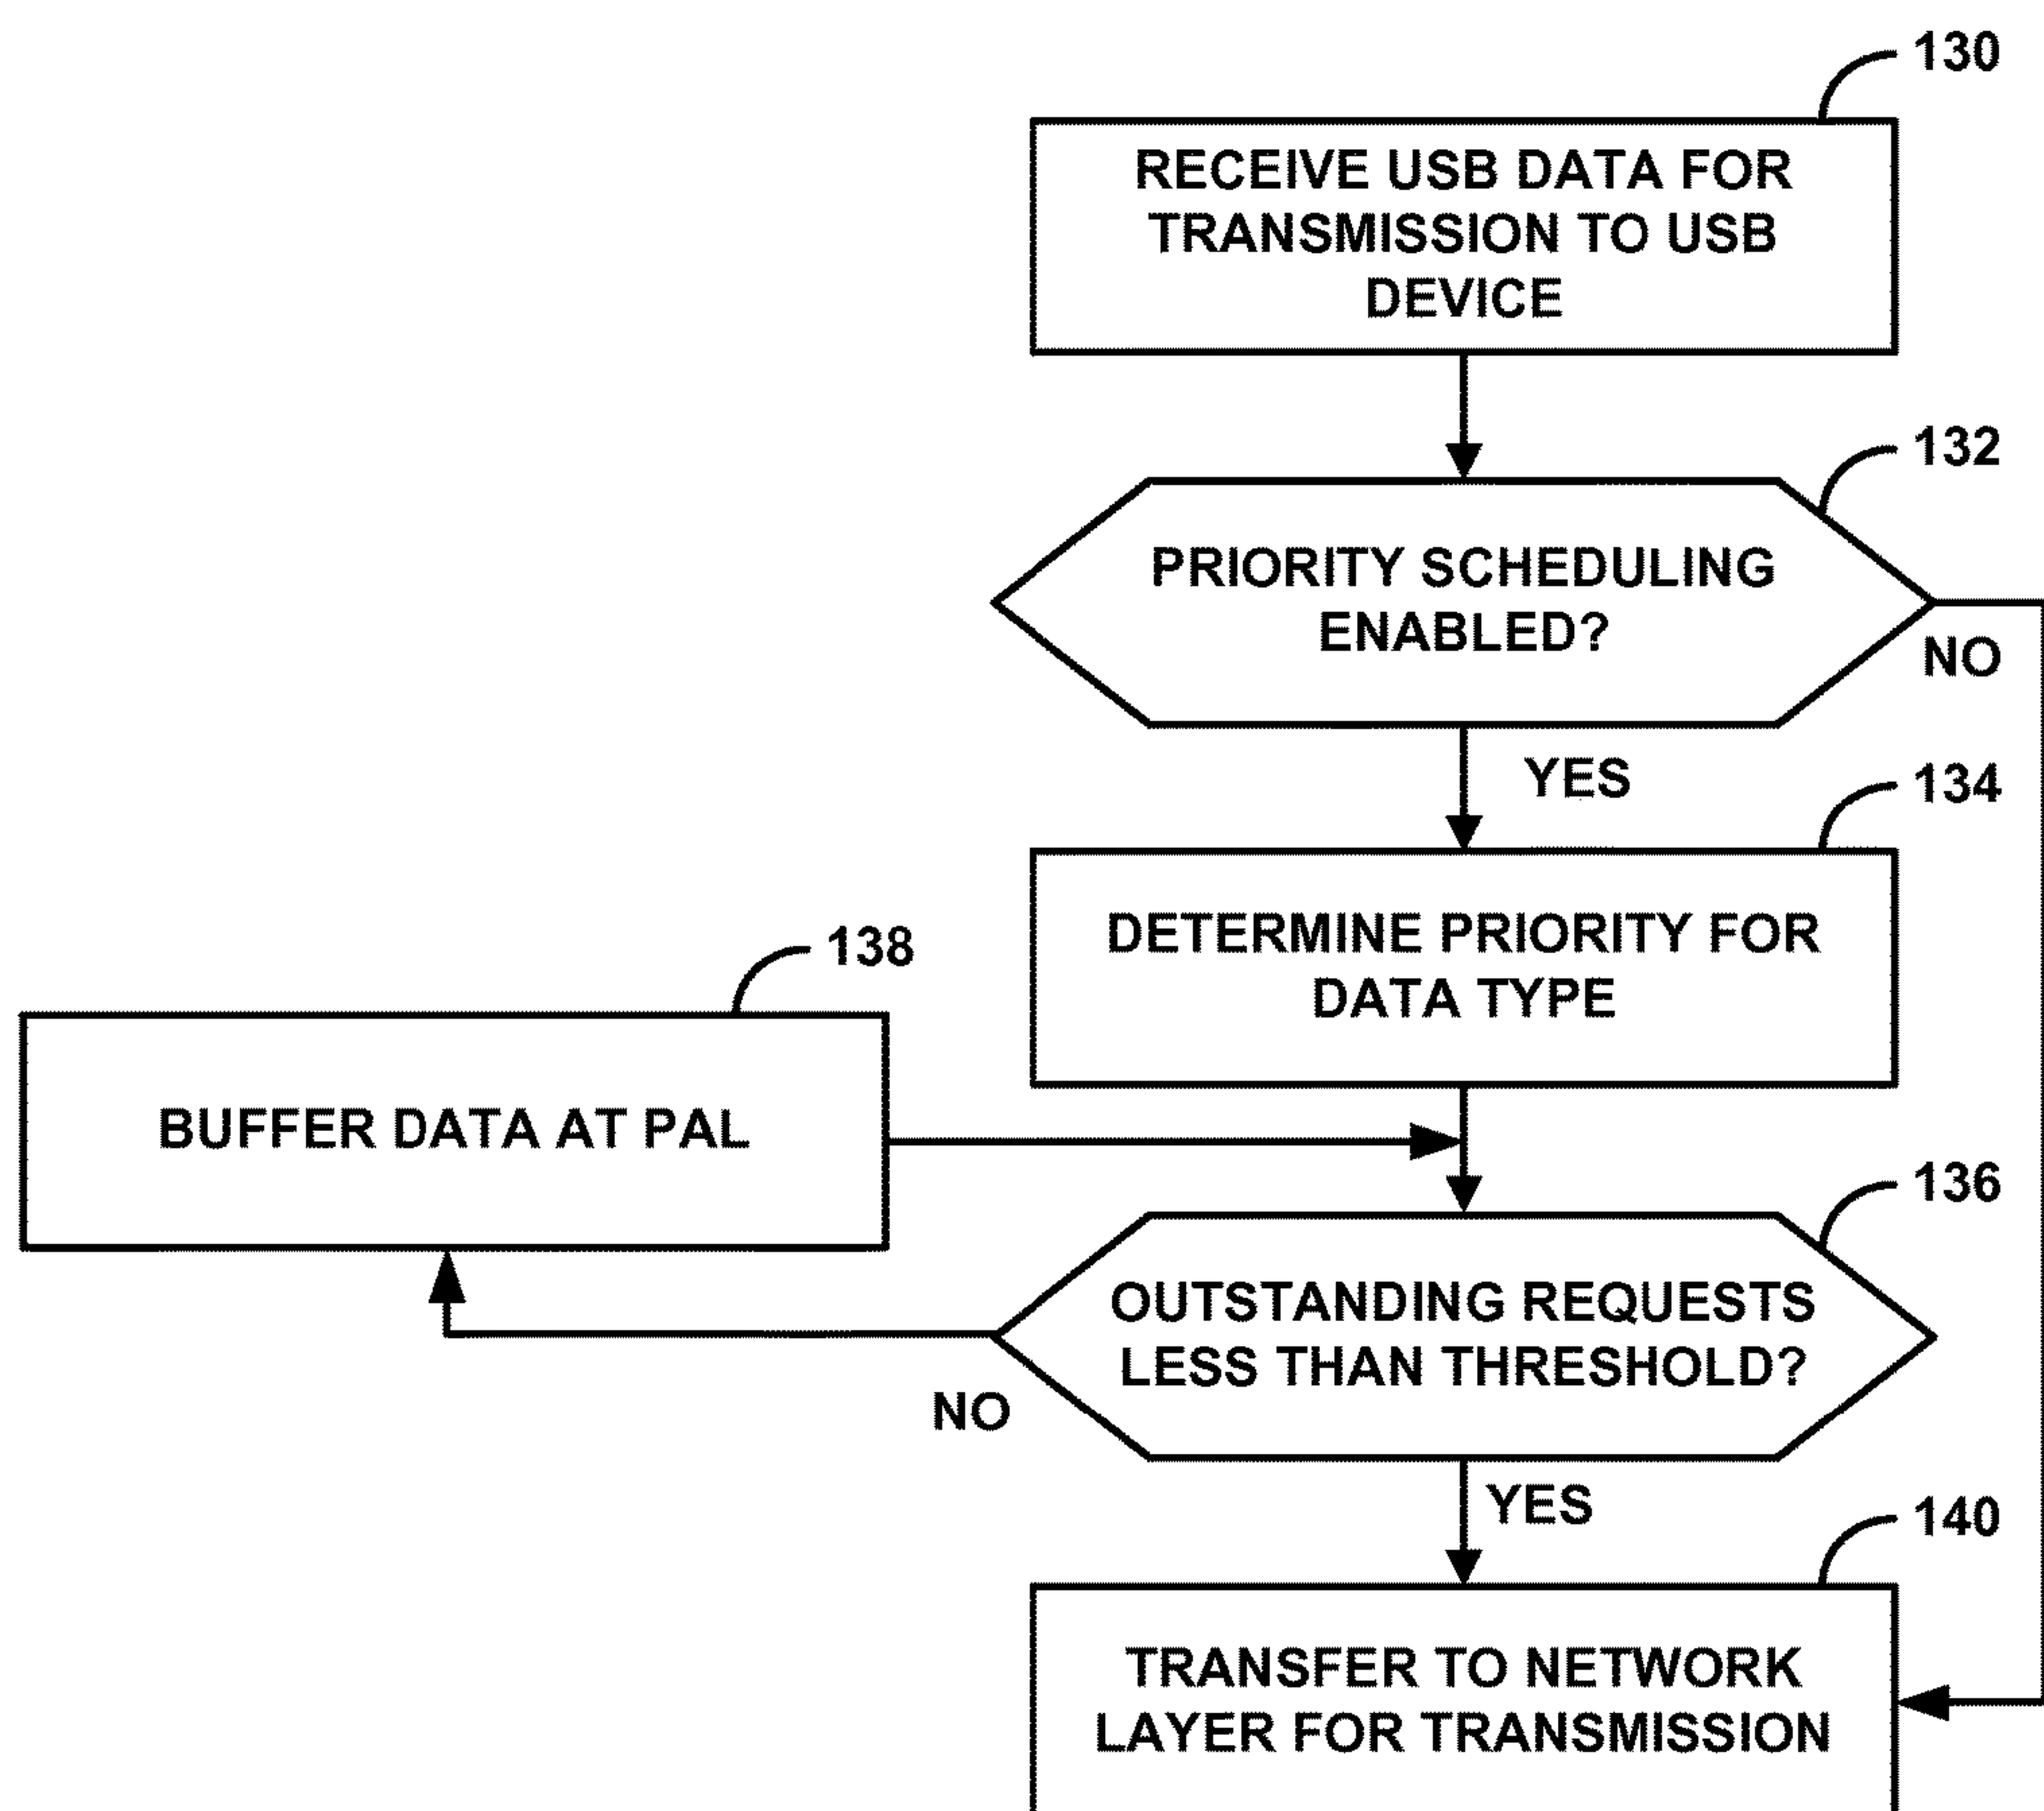 130
RECEIVE USB DATA FOR
TRANSMISSION TO USB
DEVICE
132
PRIORITY SCHEDULING
ENABLED?
NO
YES
134
DETERMINE PRIORITY FOR
DATA TYPE
138
BUFFER DATA AT PAL
136
OUTSTANDING REQUESTS
LESS THAN THRESHOLD?
NO
YES
140
TRANSFER TO NETWORK
LAYER FOR TRANSMISSION